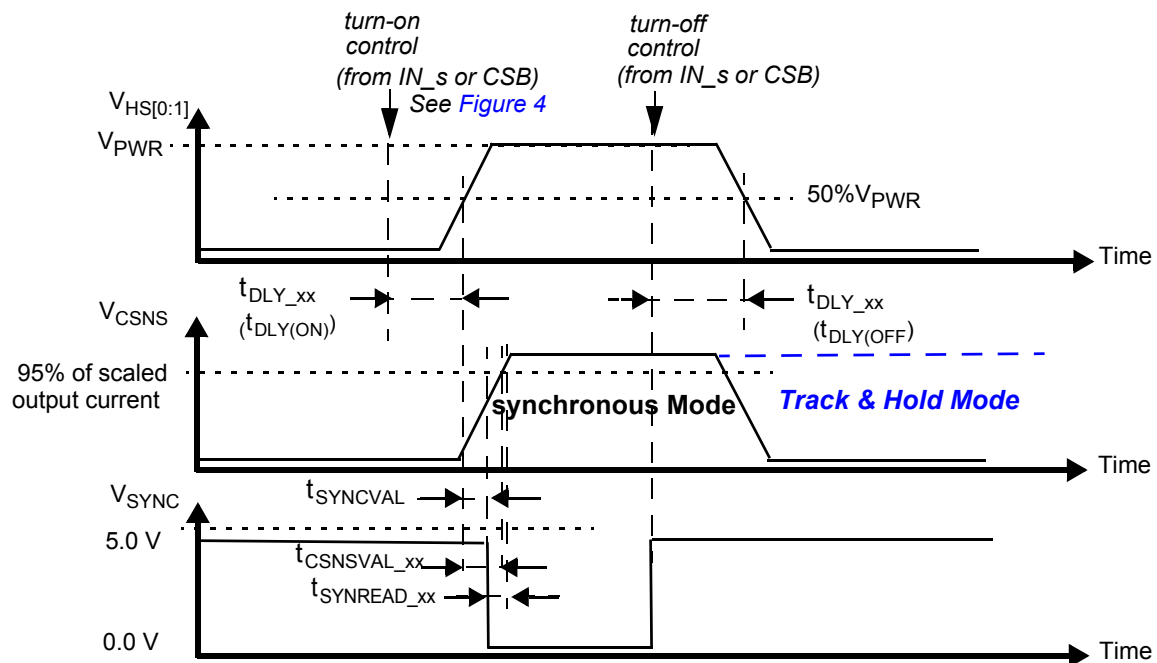 turn-on
control
(from IN_s or CSB)
See Figure 4
turn-off
control
(from IN_s or CSB)
VHS[0:1]
VPWR
50%VPWR
Time
tDLY_xx
(tDLY(ON))
tDLY_xx
(tDLY(OFF)
VCSNS
95% of scaled
output current
synchronous Mode
Track & Hold Mode
Time
tSYNCVAL
VSYNC
5.0 V
tCSNSVAL_xx
tSYNREAD_xx
0.0 V
Time